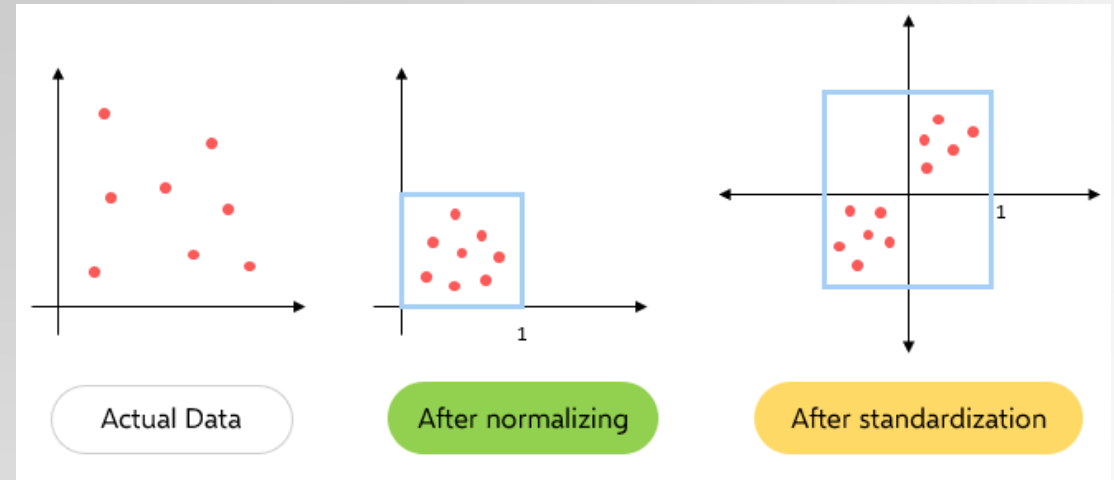 1
1
Actual Data
After normalizing
After standardization